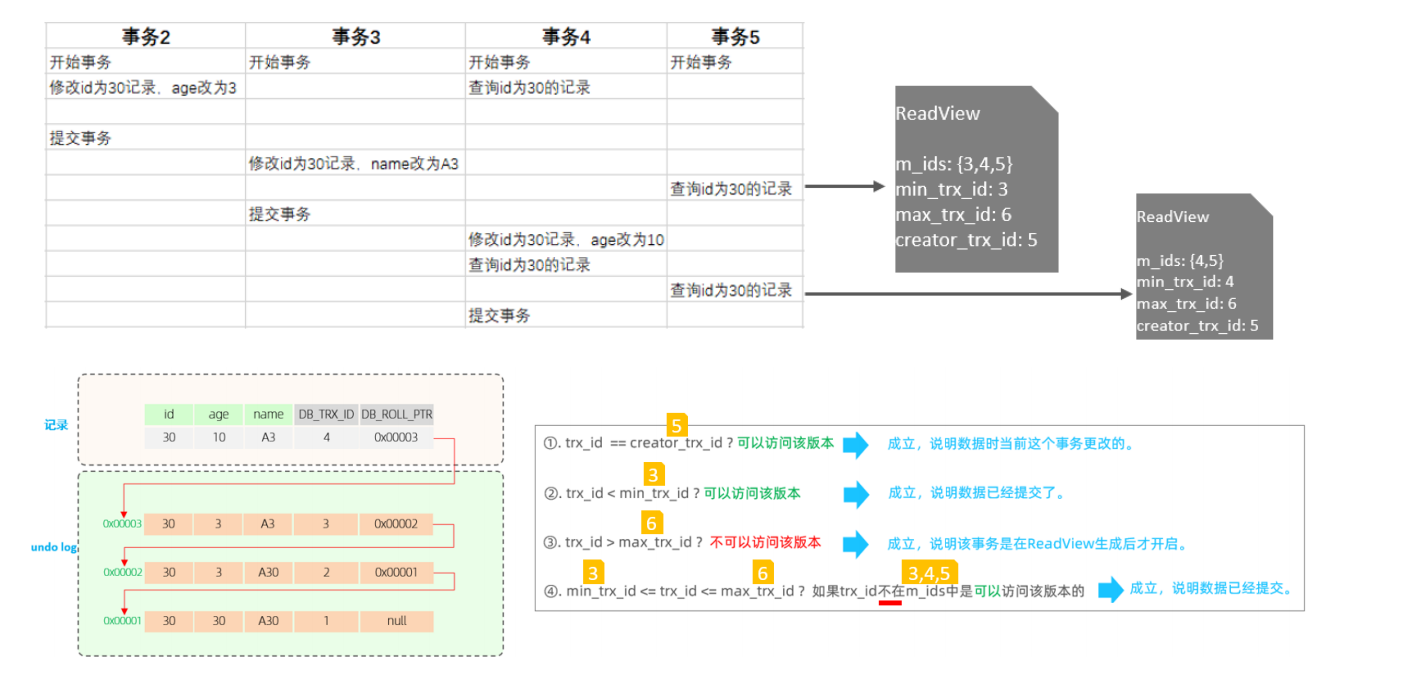 事务2 事务3 事务4 事务5
开始事务 开始事务 开始事务 开始事务
修改id为30记录，age改为3 查询id为30的记录
提交事务
修改id为30记录，name改为A3
查询id为30的记录
提交事务
修改id为30记录，age改为10
查询id为30的记录
查询id为30的记录
提交事务
ReadView
m_ids: {3,4,5}
min_trx_id: 3
max_trx_id: 6
creator_trx_id: 5
ReadView
m_ids: {4,5}
min_trx_id: 4
max_trx_id: 6
creator_trx_id: 5
记录
id age name DB_TRX_ID DB_ROLL_PTR
30 10 A3 4 0x00003
undo log
0x00003 30 3 A3 3 0x00002
0x00002 30 3 A30 2 0x00001
0x00001 30 30 A30 1 null
5
①. trx_id == creator_trx_id ? 可以访问该版本 成立，说明数据时当前这个事务更改的。
3
②. trx_id < min_trx_id ? 可以访问该版本 成立，说明数据已经提交了。
6
③. trx_id > max_trx_id ? 不可以访问该版本 成立，说明该事务是在ReadView生成后才开启。
3 6 3,4,5
④. min_trx_id <= trx_id <= max_trx_id ? 如果trx_id不在m_ids中是可以访问该版本的 成立，说明数据已经提交。